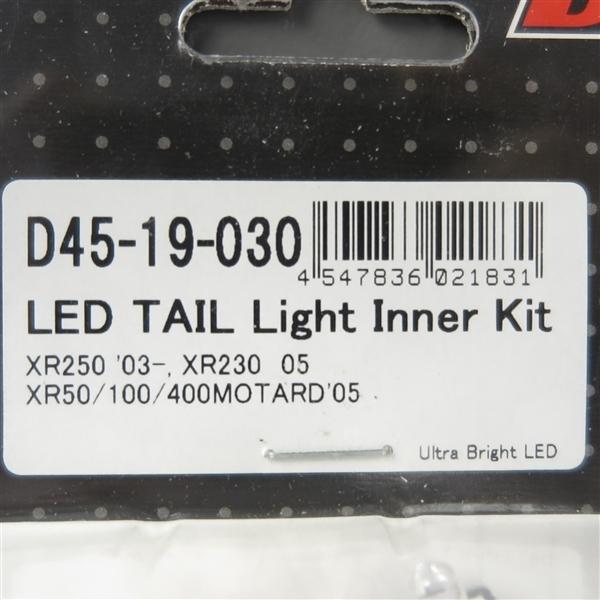 D45-19-030
4 547836 021831
LED TAIL Light Inner Kit
XR250 '03-, XR230 05
XR50/100/400MOTARD'05
Ultra Bright LED